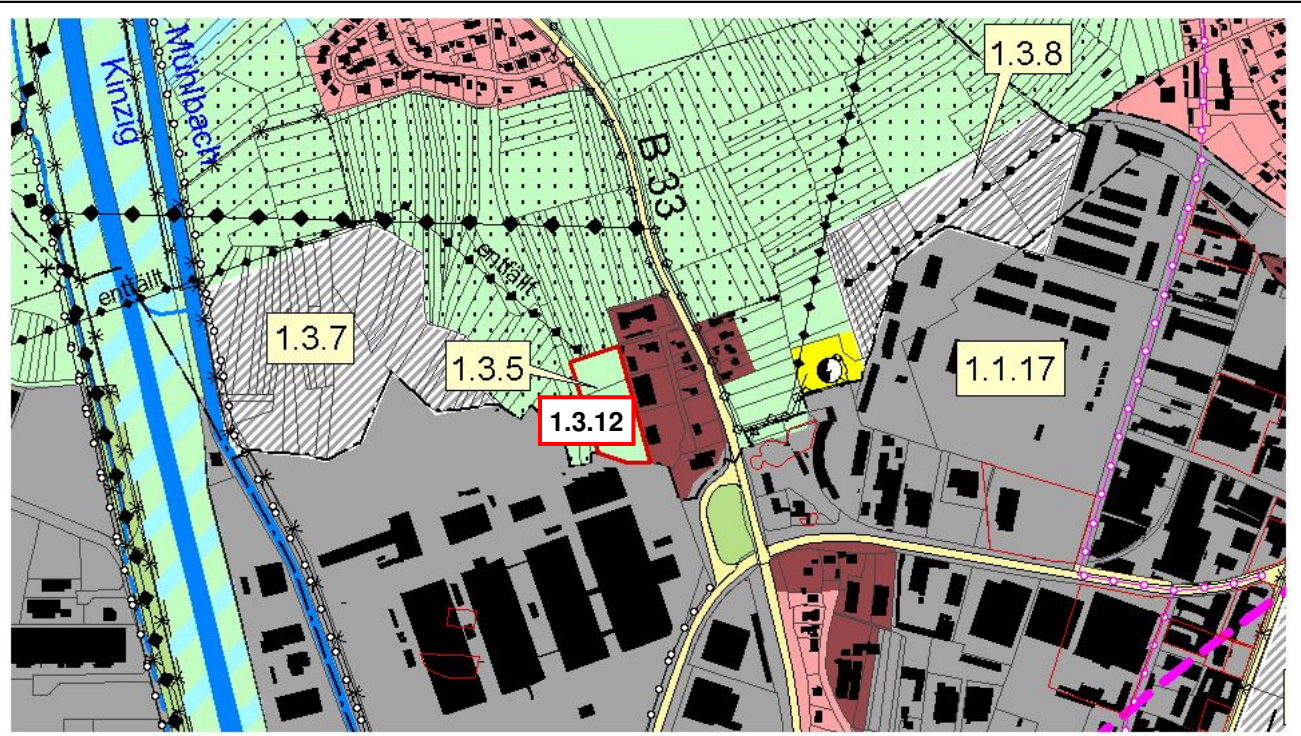 Mühlbach
Kinzig
1.3.8
B 33
entfällt
entfällt
1.3.7
1.3.5
1.1.17
1.3.12